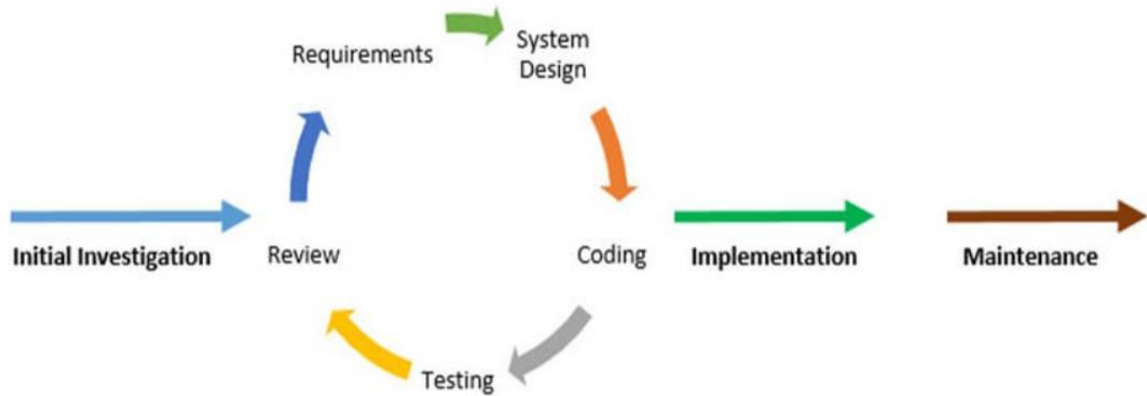 Requirements
System
Design
Initial Investigation
Review
Coding
Implementation
Maintenance
Testing